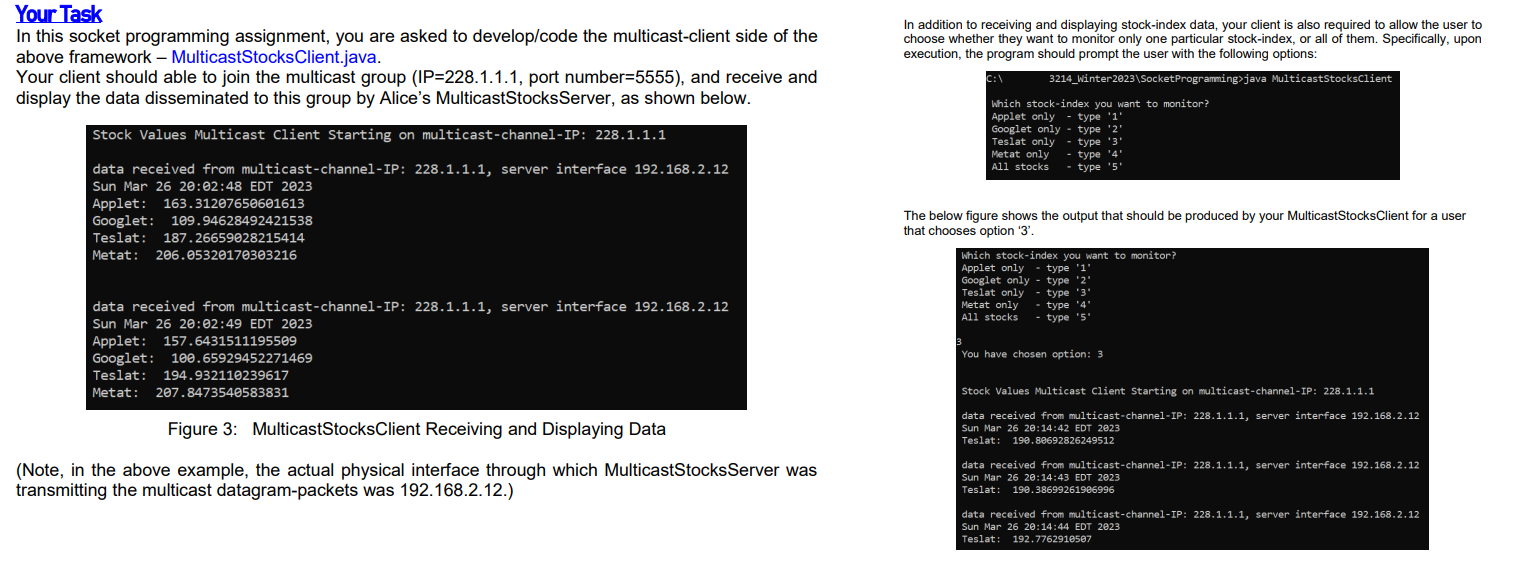 Your Task
In this socket programming assignment, you are asked to develop/code the multicast-client side of the
above framework – MulticastStocksClient.java.
Your client should able to join the multicast group (IP=228.1.1.1, port number=5555), and receive and
display the data disseminated to this group by Alice's MulticastStocksServer, as shown below.
Stock Values Multicast Client Starting on multicast-channel-IP: 228.1.1.1
data received from multicast-channel-IP: 228.1.1.1, server interface 192.168.2.12
Sun Mar 26 20:02:48 EDT 2023
Applet:  163.31207650601613
Googlet:  109.94628492421538
Teslat:  187.26659028215414
Metat:  206.05320170303216
data received from multicast-channel-IP: 228.1.1.1, server interface 192.168.2.12
Sun Mar 26 20:02:49 EDT 2023
Applet:  157.6431511195509
Googlet:  100.65929452271469
Teslat:  194.932110239617
Metat:  207.8473540583831
Figure 3:   MulticastStocksClient Receiving and Displaying Data
(Note, in the above example, the actual physical interface through which MulticastStocksServer was
transmitting the multicast datagram-packets was 192.168.2.12.)
In addition to receiving and displaying stock-index data, your client is also required to allow the user to
choose whether they want to monitor only one particular stock-index, or all of them. Specifically, upon
execution, the program should prompt the user with the following options:
C:\        3214_Winter2023\SocketProgramming>java MulticastStocksClient
Which stock-index you want to monitor?
Applet only  - type '1'
Googlet only - type '2'
Teslat only  - type '3'
Metat only   - type '4'
All stocks   - type '5'
The below figure shows the output that should be produced by your MulticastStocksClient for a user
that chooses option '3'.
Which stock-index you want to monitor?
Applet only  - type '1'
Googlet only - type '2'
Teslat only  - type '3'
Metat only   - type '4'
All stocks   - type '5'
3
You have chosen option: 3
Stock Values Multicast Client Starting on multicast-channel-IP: 228.1.1.1
data received from multicast-channel-IP: 228.1.1.1, server interface 192.168.2.12
Sun Mar 26 20:14:42 EDT 2023
Teslat:  190.80692826249512
data received from multicast-channel-IP: 228.1.1.1, server interface 192.168.2.12
Sun Mar 26 20:14:43 EDT 2023
Teslat:  190.38699261906996
data received from multicast-channel-IP: 228.1.1.1, server interface 192.168.2.12
Sun Mar 26 20:14:44 EDT 2023
Teslat:  192.7762910507